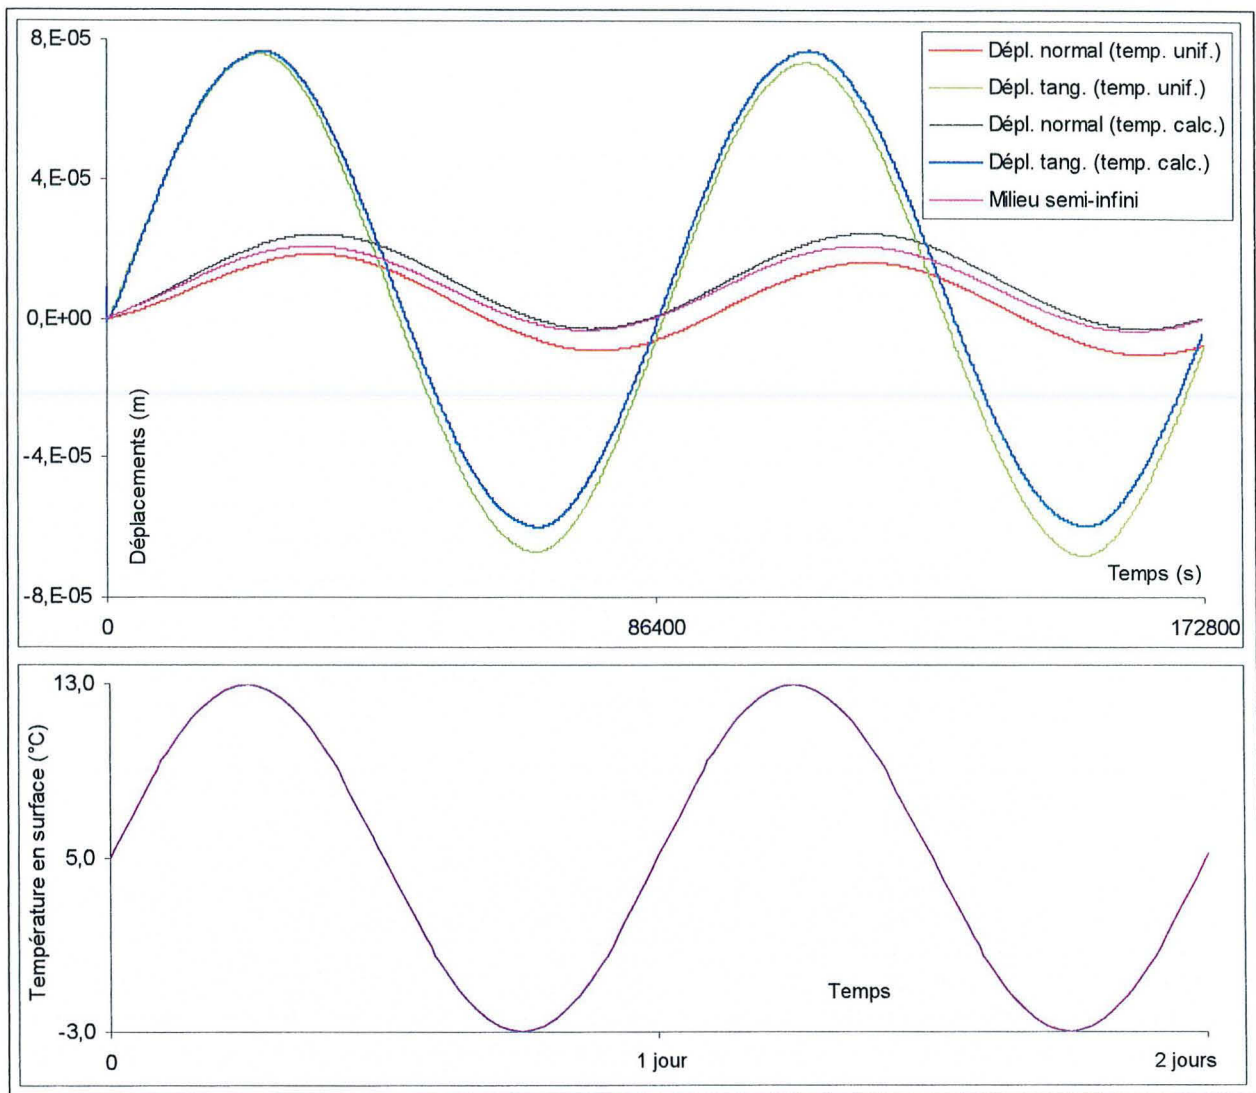 8,E-05
4,E-05
0,E+00
-4,E-05
-8,E-05
Déplacements (m)
Dépl. normal (temp. unif.)
Dépl. tang. (temp. unif.)
Dépl. normal (temp. calc.)
Dépl. tang. (temp. calc.)
Milieu semi-infini
Temps (s)
0
86400
172800
13,0
5,0
-3,0
Température en surface (°C)
Temps
0
1 jour
2 jours